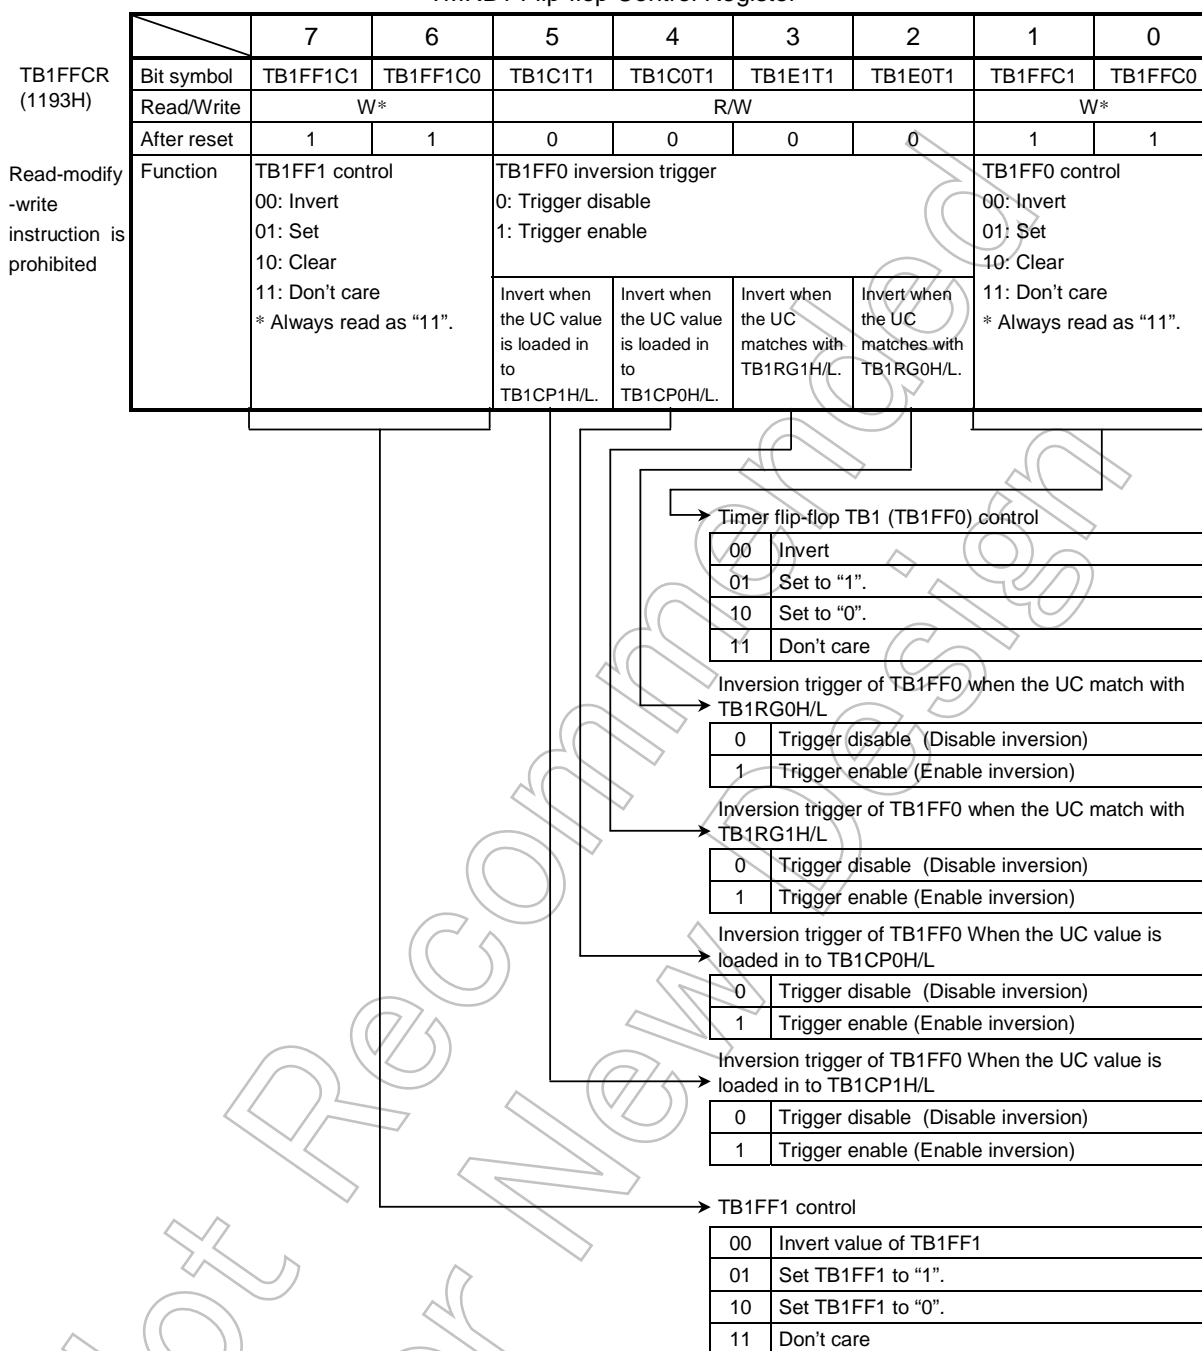 TMRB1 Flip-flop Control Register
7 6 5 4 3 2 1 0
TB1FFCR
(1193H)
Bit symbol TB1FF1C1 TB1FF1C0 TB1C1T1 TB1C0T1 TB1E1T1 TB1E0T1 TB1FFC1 TB1FFC0
Read/Write W* R/W W*
After reset 1 1 0 0 0 0 1 1
Read-modify
-write
instruction is
prohibited
Function
TB1FF1 control
00: Invert
01: Set
10: Clear
11: Don't care
* Always read as “11”.
TB1FF0 inversion trigger
0: Trigger disable
1: Trigger enable
Invert when
the UC value
is loaded in
to
TB1CP1H/L.
Invert when
the UC value
is loaded in
to
TB1CP0H/L.
Invert when
the UC
matches with
TB1RG1H/L.
Invert when
the UC
matches with
TB1RG0H/L.
TB1FF0 control
00: Invert
01: Set
10: Clear
11: Don't care
* Always read as “11”.
Timer flip-flop TB1 (TB1FF0) control
00 Invert
01 Set to “1”.
10 Set to “0”.
11 Don't care
Inversion trigger of TB1FF0 when the UC match with
TB1RG0H/L
0 Trigger disable (Disable inversion)
1 Trigger enable (Enable inversion)
Inversion trigger of TB1FF0 when the UC match with
TB1RG1H/L
0 Trigger disable (Disable inversion)
1 Trigger enable (Enable inversion)
Inversion trigger of TB1FF0 When the UC value is
loaded in to TB1CP0H/L
0 Trigger disable (Disable inversion)
1 Trigger enable (Enable inversion)
Inversion trigger of TB1FF0 When the UC value is
loaded in to TB1CP1H/L
0 Trigger disable (Disable inversion)
1 Trigger enable (Enable inversion)
TB1FF1 control
00 Invert value of TB1FF1
01 Set TB1FF1 to “1”.
10 Set TB1FF1 to “0”.
11 Don't care
Not Recommended
for New Design